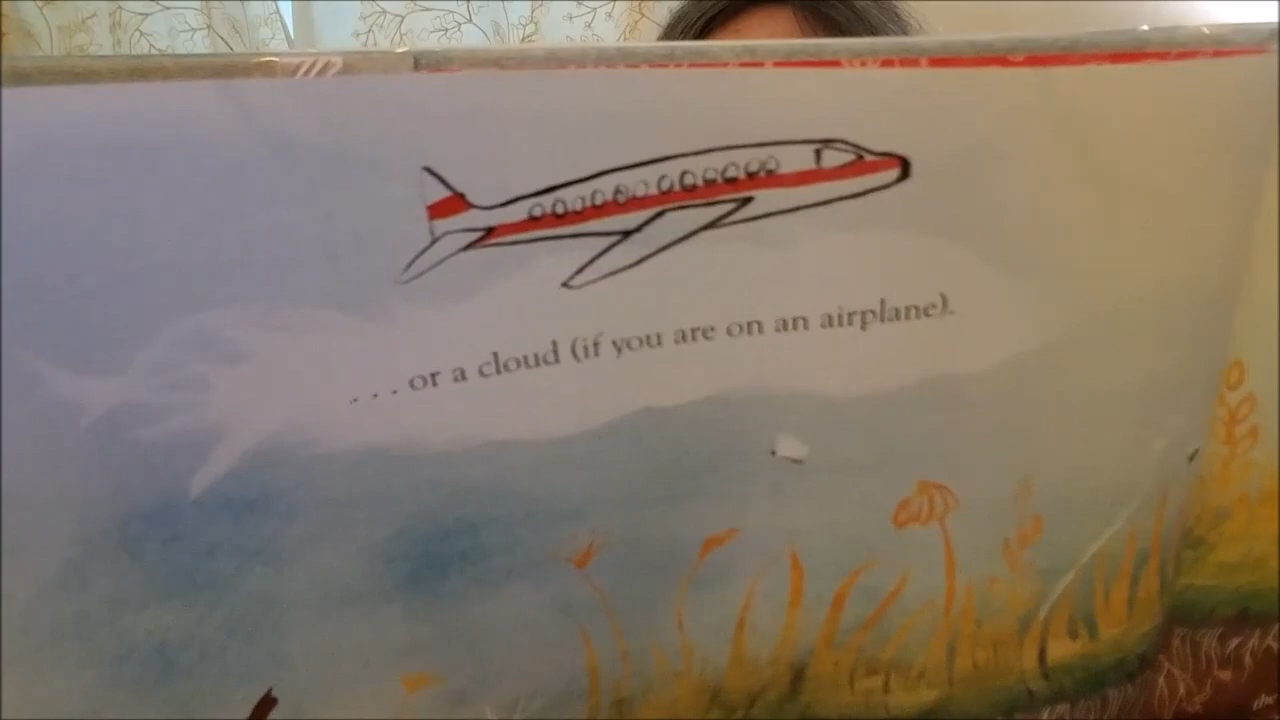 . . . or a cloud (if you are on an airplane).